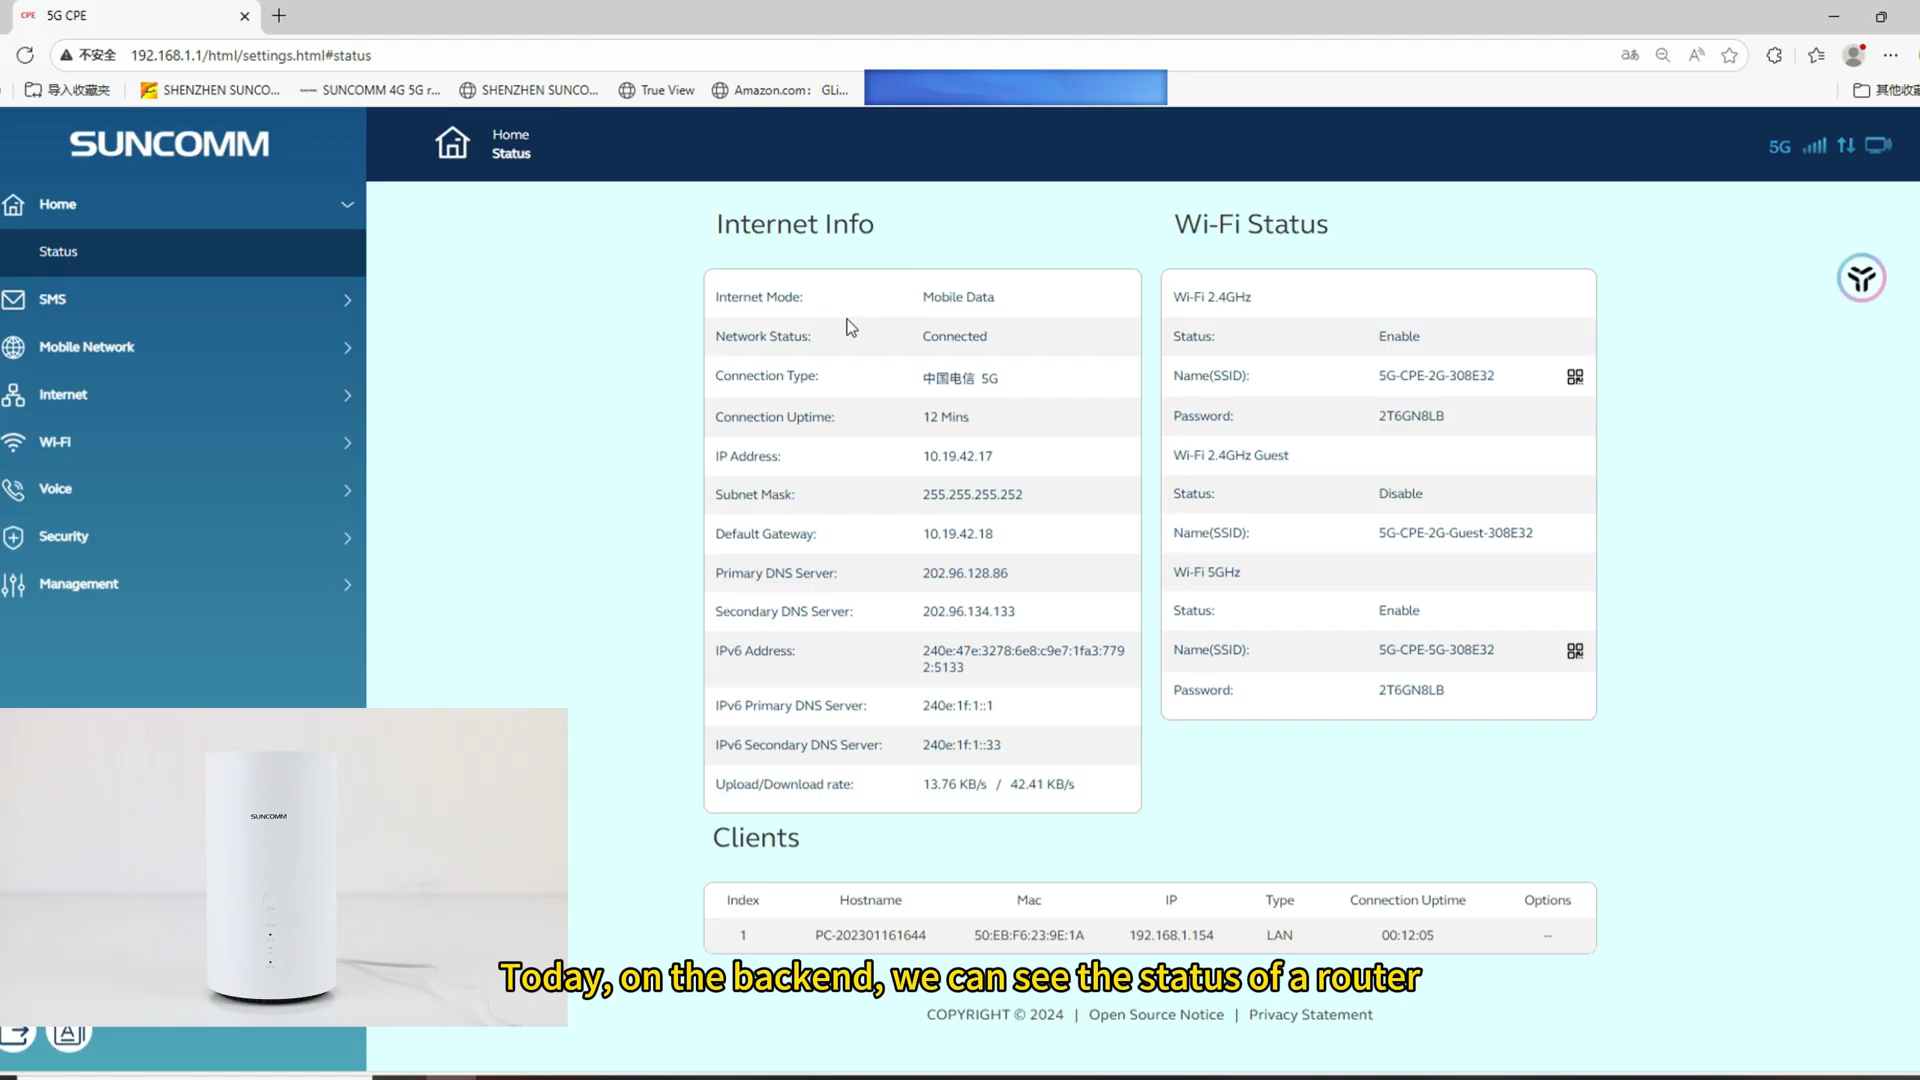 CPE 5G CPE
不安全 192.168.1.1/html/settings.html#status
导入收藏夹 SHENZHEN SUNCO... SUNCOMM 4G 5G r... SHENZHEN SUNCO... True View Amazon.com: GLi... 其他收藏
SUNCOMM
Home
Status
5G
Home
Status
SMS
Mobile Network
Internet
Wi-Fi
Voice
Security
Management
Internet Info
Internet Mode: Mobile Data
Network Status: Connected
Connection Type: 中国电信 5G
Connection Uptime: 12 Mins
IP Address: 10.19.42.17
Subnet Mask: 255.255.255.252
Default Gateway: 10.19.42.18
Primary DNS Server: 202.96.128.86
Secondary DNS Server: 202.96.134.133
IPv6 Address: 240e:47e:3278:6e8:c9e7:1fa3:779
2:5133
IPv6 Primary DNS Server: 240e:1f:1::1
IPv6 Secondary DNS Server: 240e:1f:1::33
Upload/Download rate: 13.76 KB/s / 42.41 KB/s
Wi-Fi Status
Wi-Fi 2.4GHz
Status: Enable
Name(SSID): 5G-CPE-2G-308E32
Password: 2T6GN8LB
Wi-Fi 2.4GHz Guest
Status: Disable
Name(SSID): 5G-CPE-2G-Guest-308E32
Wi-Fi 5GHz
Status: Enable
Name(SSID): 5G-CPE-5G-308E32
Password: 2T6GN8LB
Clients
Index Hostname Mac IP Type Connection Uptime Options
1 PC-202301161644 50:EB:F6:23:9E:1A 192.168.1.154 LAN 00:12:05 --
SUNCOMM
Today, on the backend, we can see the status of a router
COPYRIGHT © 2024 | Open Source Notice | Privacy Statement